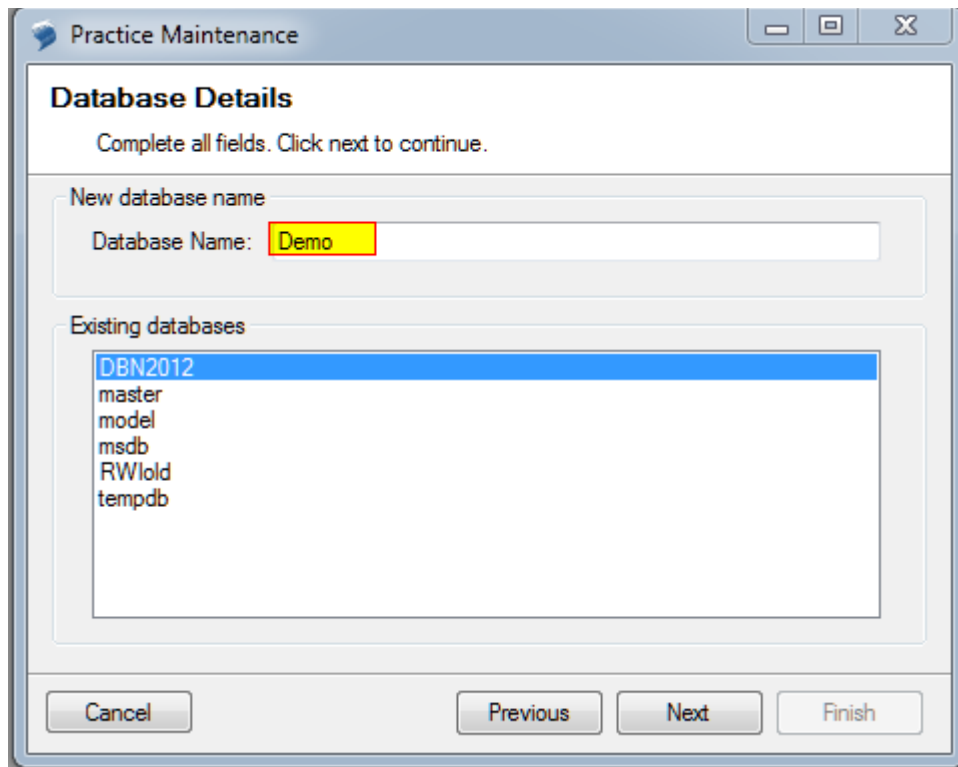 Practice Maintenance
Database Details
Complete all fields. Click next to continue.
New database name
Database Name: Demo
Existing databases
DBN2012
master
model
msdb
RWIold
tempdb
Cancel Previous Next Finish